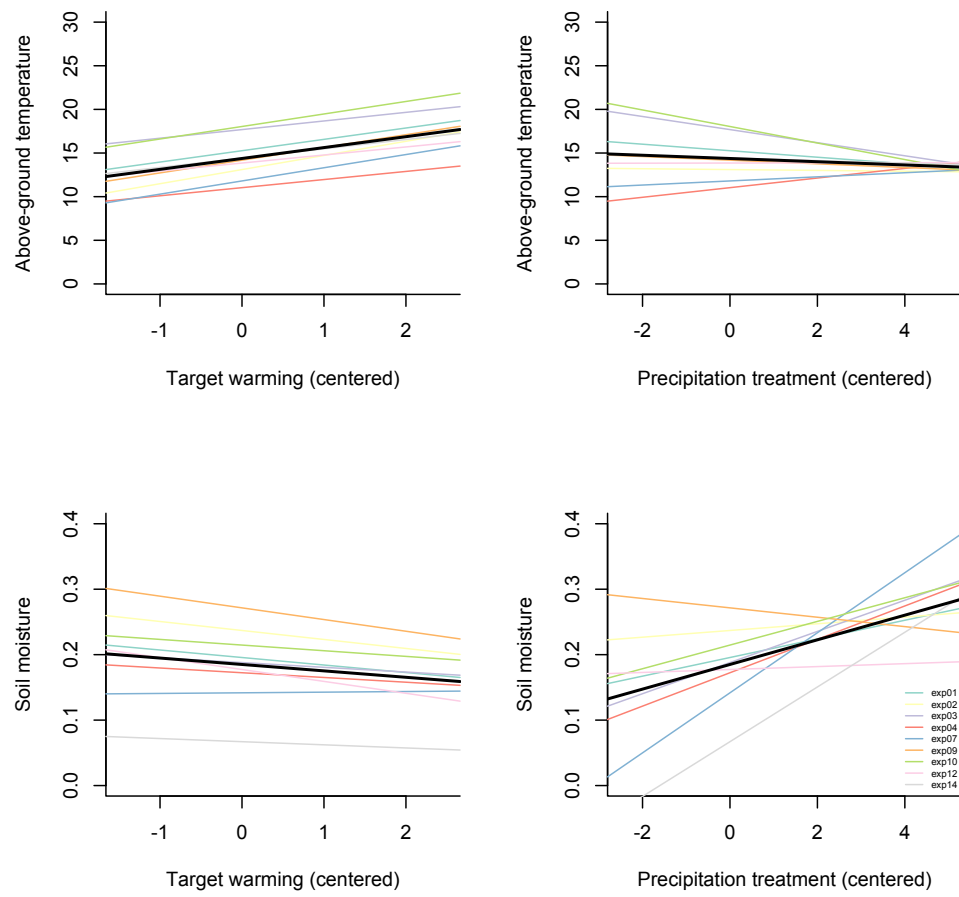 Above-ground temperature
30
25
20
15
10
5
0
-1 0 1 2
Target warming (centered)
Above-ground temperature
30
25
20
15
10
5
0
-2 0 2 4
Precipitation treatment (centered)
Soil moisture
0.4
0.3
0.2
0.1
0.0
-1 0 1 2
Target warming (centered)
Soil moisture
0.4
0.3
0.2
0.1
0.0
exp01
exp02
exp03
exp04
exp07
exp09
exp10
exp12
exp14
-2 0 2 4
Precipitation treatment (centered)